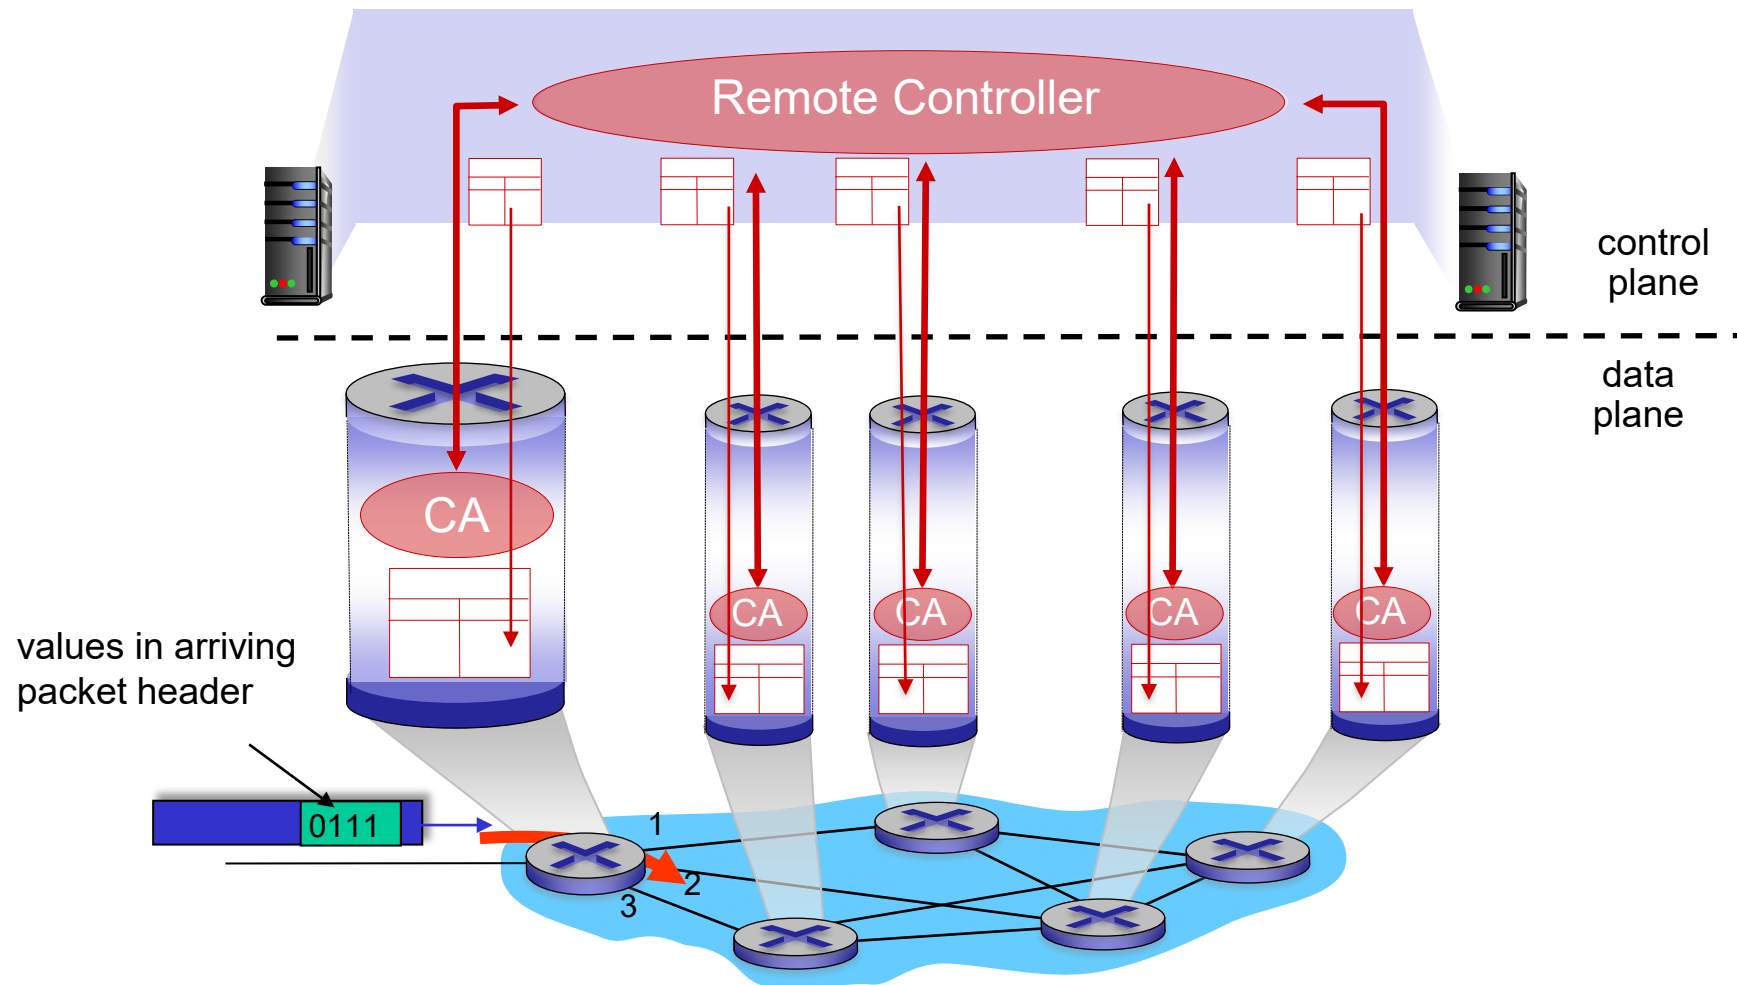 Remote Controller
control
plane
data
plane
CA
CA
CA
CA
CA
values in arriving
packet header
0111
1
2
3